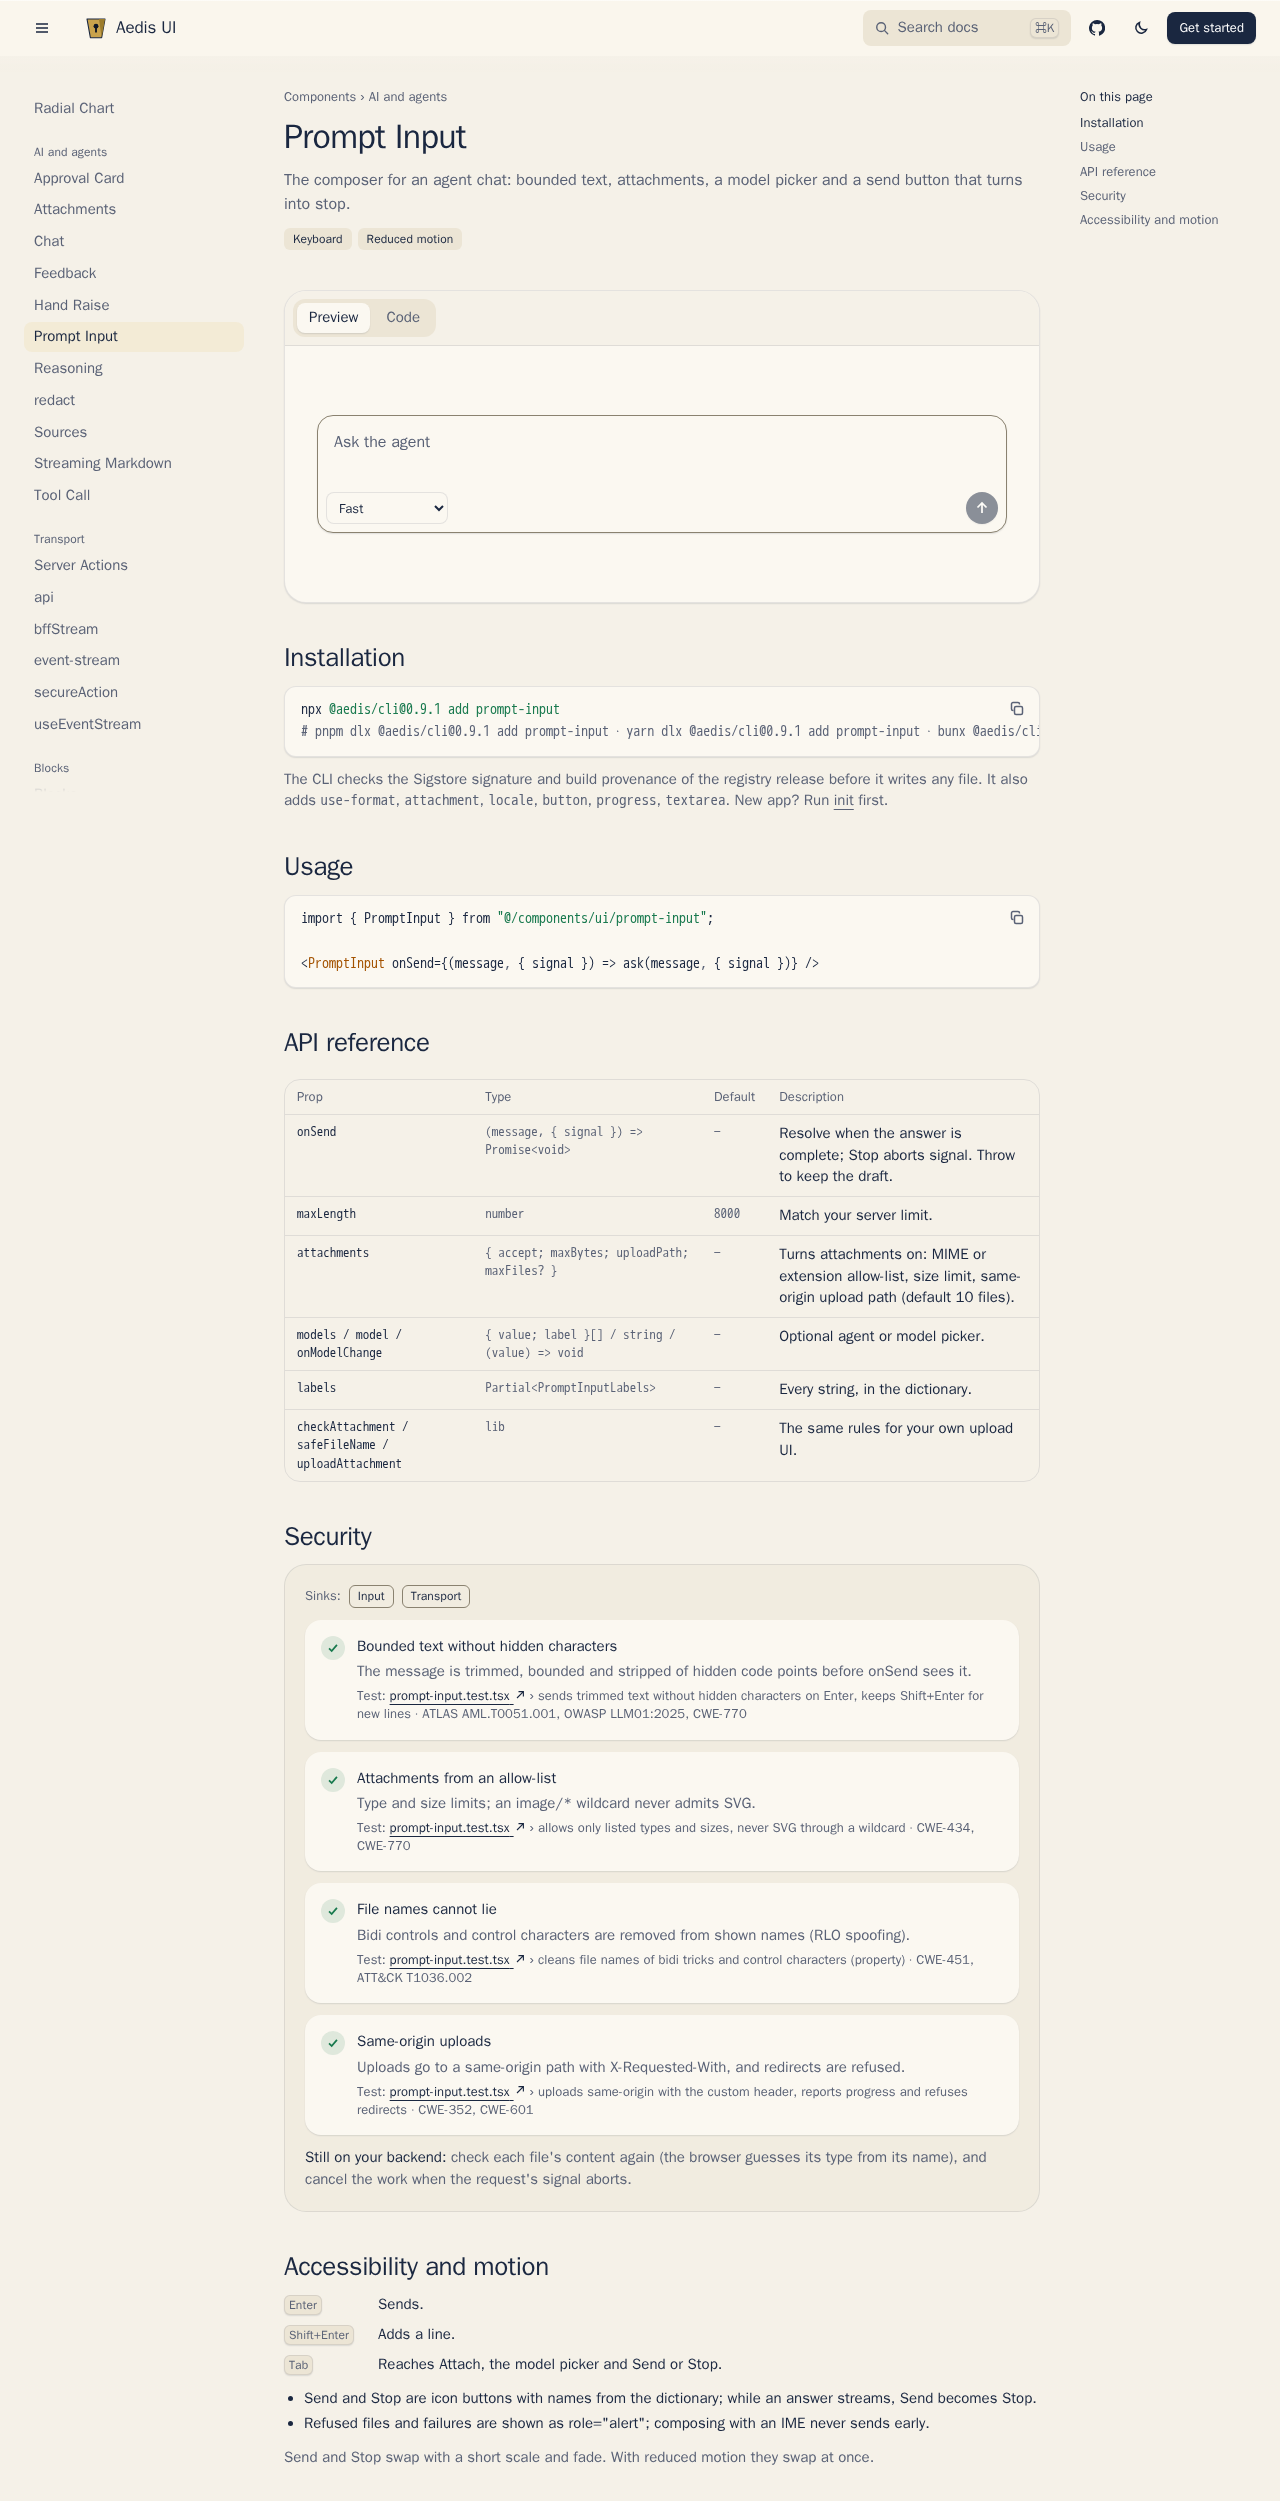 Aedis UI
Search docs
⌘K
Get started
Radial Chart
AI and agents
Approval Card
Attachments
Chat
Feedback
Hand Raise
Prompt Input
Reasoning
redact
Sources
Streaming Markdown
Tool Call
Transport
Server Actions
api
bffStream
event-stream
secureAction
useEventStream
Blocks
Components › AI and agents
Prompt Input
The composer for an agent chat: bounded text, attachments, a model picker and a send button that turns
into stop.
Keyboard
Reduced motion
Preview
Code
Ask the agent
Fast
Installation
npx @aedis/cli@0.9.1 add prompt-input
# pnpm dlx @aedis/cli@0.9.1 add prompt-input · yarn dlx @aedis/cli@0.9.1 add prompt-input · bunx @aedis/cli
The CLI checks the Sigstore signature and build provenance of the registry release before it writes any file. It also
adds use-format, attachment, locale, button, progress, textarea. New app? Run init first.
Usage
import { PromptInput } from "@/components/ui/prompt-input";
<PromptInput onSend={(message, { signal }) => ask(message, { signal })} />
API reference
Prop Type Default Description
onSend
(message, { signal }) =>
Promise<void>
–
Resolve when the answer is
complete; Stop aborts signal. Throw
to keep the draft.
maxLength
number
8000
Match your server limit.
attachments
{ accept; maxBytes; uploadPath;
maxFiles? }
–
Turns attachments on: MIME or
extension allow-list, size limit, same-
origin upload path (default 10 files).
models / model /
onModelChange
{ value; label }[] / string /
(value) => void
–
Optional agent or model picker.
labels
Partial<PromptInputLabels>
–
Every string, in the dictionary.
checkAttachment /
safeFileName /
uploadAttachment
lib
–
The same rules for your own upload
UI.
Security
Sinks: Input Transport
Bounded text without hidden characters
The message is trimmed, bounded and stripped of hidden code points before onSend sees it.
Test: prompt-input.test.tsx ↗ › sends trimmed text without hidden characters on Enter, keeps Shift+Enter for
new lines · ATLAS AML.T0051.001, OWASP LLM01:2025, CWE-770
Attachments from an allow-list
Type and size limits; an image/* wildcard never admits SVG.
Test: prompt-input.test.tsx ↗ › allows only listed types and sizes, never SVG through a wildcard · CWE-434,
CWE-770
File names cannot lie
Bidi controls and control characters are removed from shown names (RLO spoofing).
Test: prompt-input.test.tsx ↗ › cleans file names of bidi tricks and control characters (property) · CWE-451,
ATT&CK T1036.002
Same-origin uploads
Uploads go to a same-origin path with X-Requested-With, and redirects are refused.
Test: prompt-input.test.tsx ↗ › uploads same-origin with the custom header, reports progress and refuses
redirects · CWE-352, CWE-601
Still on your backend: check each file's content again (the browser guesses its type from its name), and
cancel the work when the request's signal aborts.
Accessibility and motion
Enter Sends.
Shift+Enter Adds a line.
Tab Reaches Attach, the model picker and Send or Stop.
• Send and Stop are icon buttons with names from the dictionary; while an answer streams, Send becomes Stop.
• Refused files and failures are shown as role="alert"; composing with an IME never sends early.
Send and Stop swap with a short scale and fade. With reduced motion they swap at once.
On this page
Installation
Usage
API reference
Security
Accessibility and motion